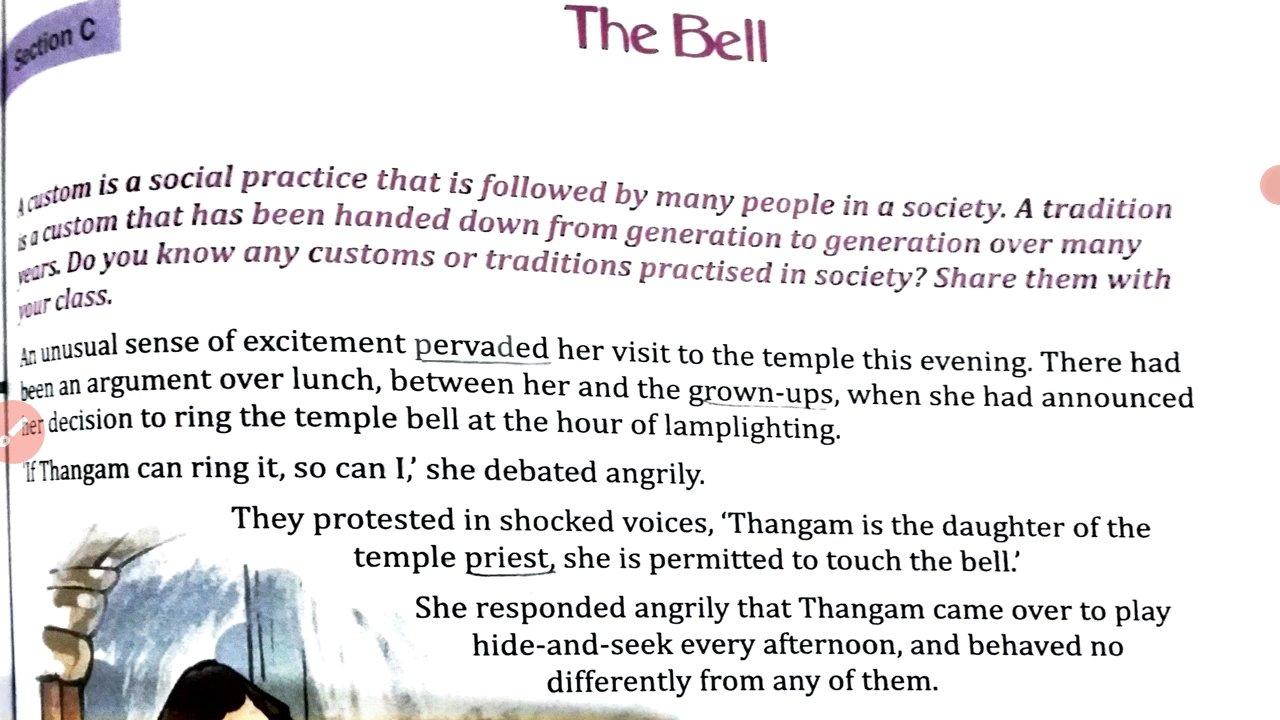 Section C
The Bell
A custom is a social practice that is followed by many people in a society. A tradition
is a custom that has been handed down from generation to generation over many
years. Do you know any customs or traditions practised in society? Share them with
your class.
An unusual sense of excitement pervaded her visit to the temple this evening. There had
been an argument over lunch, between her and the grown-ups, when she had announced
her decision to ring the temple bell at the hour of lamplighting.
‘If Thangam can ring it, so can I,’ she debated angrily.
They protested in shocked voices, ‘Thangam is the daughter of the
temple priest, she is permitted to touch the bell.’
She responded angrily that Thangam came over to play
hide-and-seek every afternoon, and behaved no
differently from any of them.